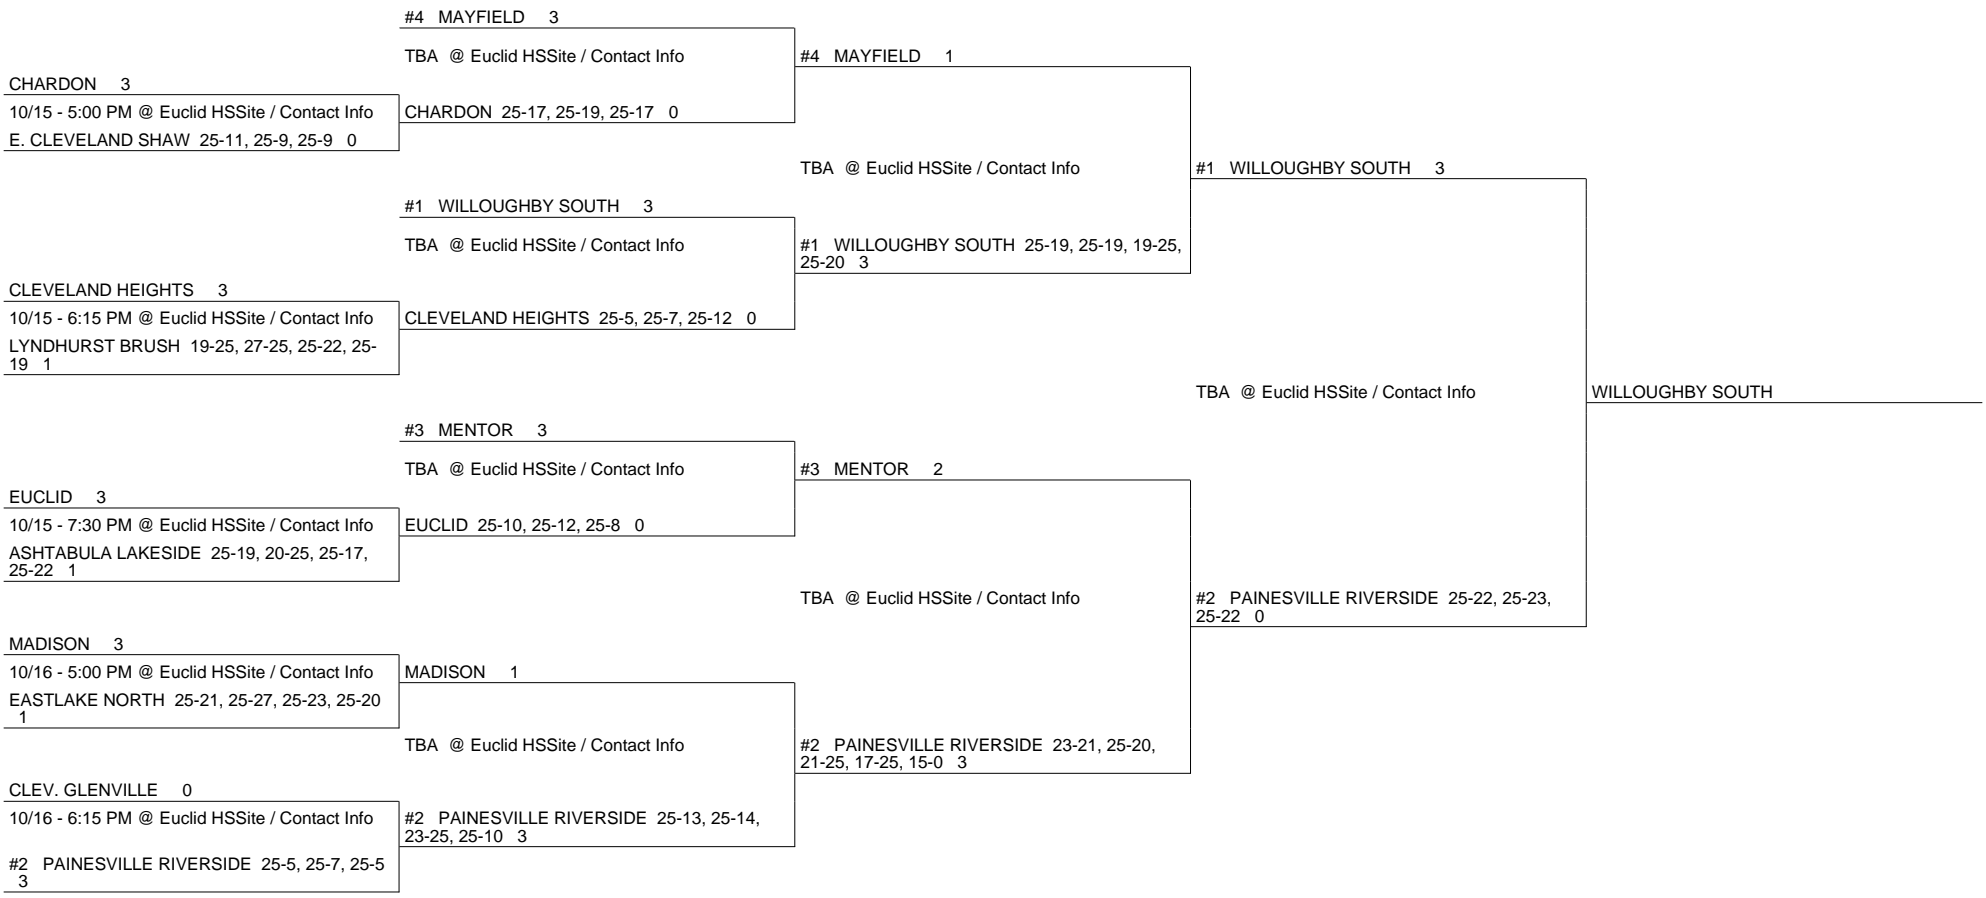 #4 MAYFIELD 3
TBA @ Euclid HSSite / Contact Info
#4 MAYFIELD 1
CHARDON 3
10/15 - 5:00 PM @ Euclid HSSite / Contact Info
CHARDON 25-17, 25-19, 25-17 0
E. CLEVELAND SHAW 25-11, 25-9, 25-9 0
TBA @ Euclid HSSite / Contact Info
#1 WILLOUGHBY SOUTH 3
#1 WILLOUGHBY SOUTH 3
TBA @ Euclid HSSite / Contact Info
#1 WILLOUGHBY SOUTH 25-19, 25-19, 19-25,
25-20 3
CLEVELAND HEIGHTS 3
10/15 - 6:15 PM @ Euclid HSSite / Contact Info
CLEVELAND HEIGHTS 25-5, 25-7, 25-12 0
LYNDHURST BRUSH 19-25, 27-25, 25-22, 25-
19 1
TBA @ Euclid HSSite / Contact Info
WILLOUGHBY SOUTH
#3 MENTOR 3
TBA @ Euclid HSSite / Contact Info
#3 MENTOR 2
EUCLID 3
10/15 - 7:30 PM @ Euclid HSSite / Contact Info
EUCLID 25-10, 25-12, 25-8 0
ASHTABULA LAKESIDE 25-19, 20-25, 25-17,
25-22 1
TBA @ Euclid HSSite / Contact Info
#2 PAINESVILLE RIVERSIDE 25-22, 25-23,
25-22 0
MADISON 3
10/16 - 5:00 PM @ Euclid HSSite / Contact Info
MADISON 1
EASTLAKE NORTH 25-21, 25-27, 25-23, 25-20
1
TBA @ Euclid HSSite / Contact Info
#2 PAINESVILLE RIVERSIDE 23-21, 25-20,
21-25, 17-25, 15-0 3
CLEV. GLENVILLE 0
10/16 - 6:15 PM @ Euclid HSSite / Contact Info
#2 PAINESVILLE RIVERSIDE 25-13, 25-14,
23-25, 25-10 3
#2 PAINESVILLE RIVERSIDE 25-5, 25-7, 25-5
3